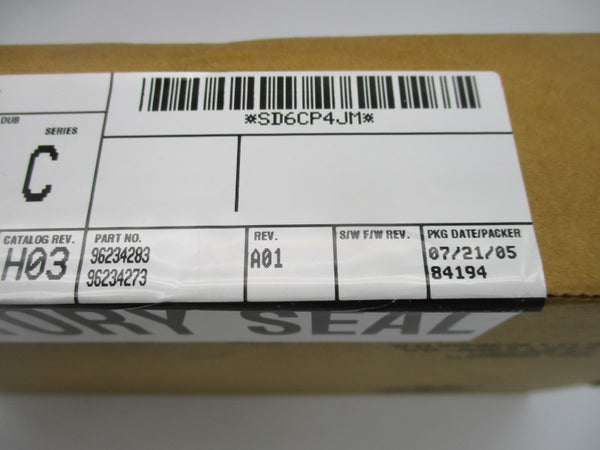 *SD6CP4JM*
DUB
SERIES
C
CATALOG REV.
H03
PART NO.
96234283
96234273
REV.
A01
S/W F/W REV.
PKG DATE/PACKER
07/21/05
84194
ORY SEAL